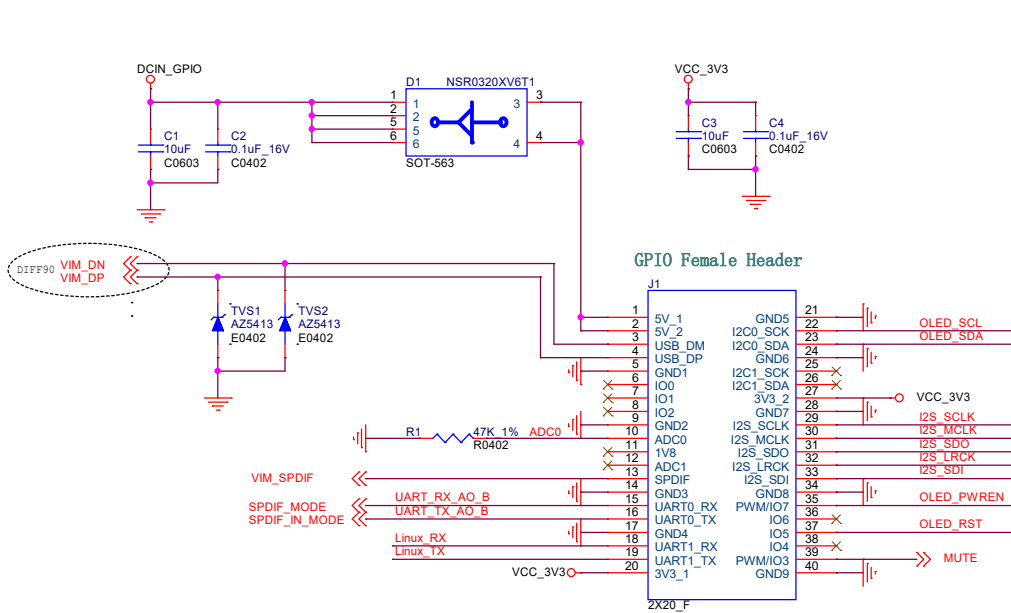 DCIN_GPIO
D1 NSR0320XV6T1
1 1 3 3
2 2
5 5
6 6 4 4
SOT-563
C1
10uF
C0603
C2
0.1uF_16V
C0402
VCC_3V3
C3
10uF
C0603
C4
0.1uF_16V
C0402
DIFF90
VIM_DN
VIM_DP
TVS1
AZ5413
E0402
TVS2
AZ5413
E0402
GPIO Female Header
J1
1 5V_1 GND5 21
2 5V_2 I2C0_SCK 22 OLED_SCL
3 USB_DM I2C0_SDA 23 OLED_SDA
4 USB_DP GND6 24
5 GND1 I2C1_SCK 25
6 IO0 I2C1_SDA 26
7 IO1 3V3_2 27 VCC_3V3
8 IO2 GND7 28
9 GND2 I2S_SCLK 29 I2S_SCLK
R1 47K_1% ADC0 10 ADC0 I2S_MCLK 30 I2S_MCLK
R0402
11 1V8 I2S_SDO 31 I2S_SDO
12 ADC1 I2S_LRCK 32 I2S_LRCK
VIM_SPDIF 13 SPDIF I2S_SDI 33 I2S_SDI
14 GND3 GND8 34
SPDIF_MODE UART_RX_AO_B 15 UART0_RX PWM/IO7 35 OLED_PWREN
SPDIF_IN_MODE UART_TX_AO_B 16 UART0_TX IO6 36
17 GND4 IO5 37 OLED_RST
Linux_RX 18 UART1_RX IO4 38
Linux_TX 19 UART1_TX PWM/IO3 39 MUTE
VCC_3V3 20 3V3_1 GND9 40
2X20_F